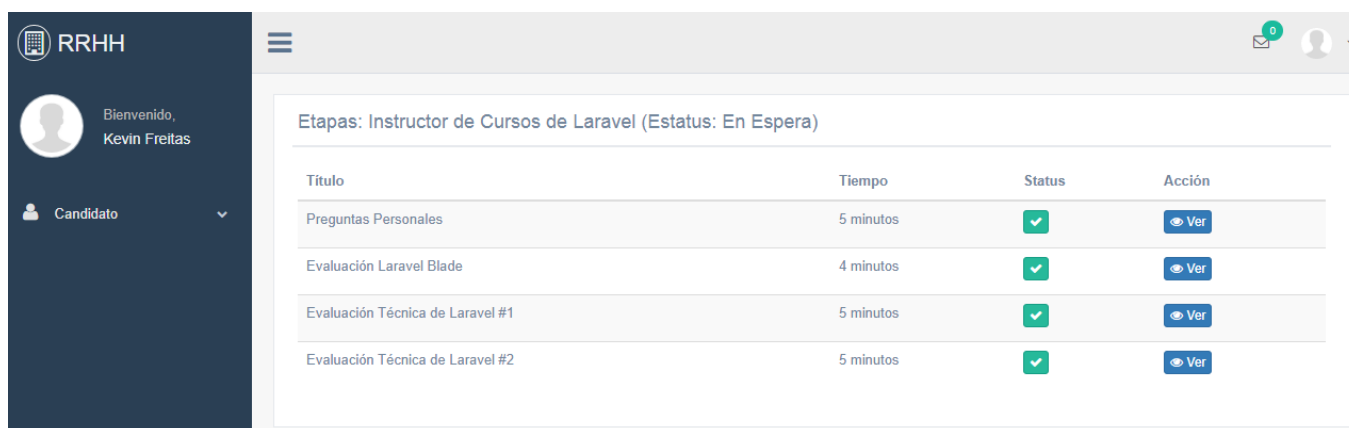 RRHH
0
Bienvenido,
Kevin Freitas
Candidato
Etapas: Instructor de Cursos de Laravel (Estatus: En Espera)
Título Tiempo Status Acción
Preguntas Personales 5 minutos Ver
Evaluación Laravel Blade 4 minutos Ver
Evaluación Técnica de Laravel #1 5 minutos Ver
Evaluación Técnica de Laravel #2 5 minutos Ver